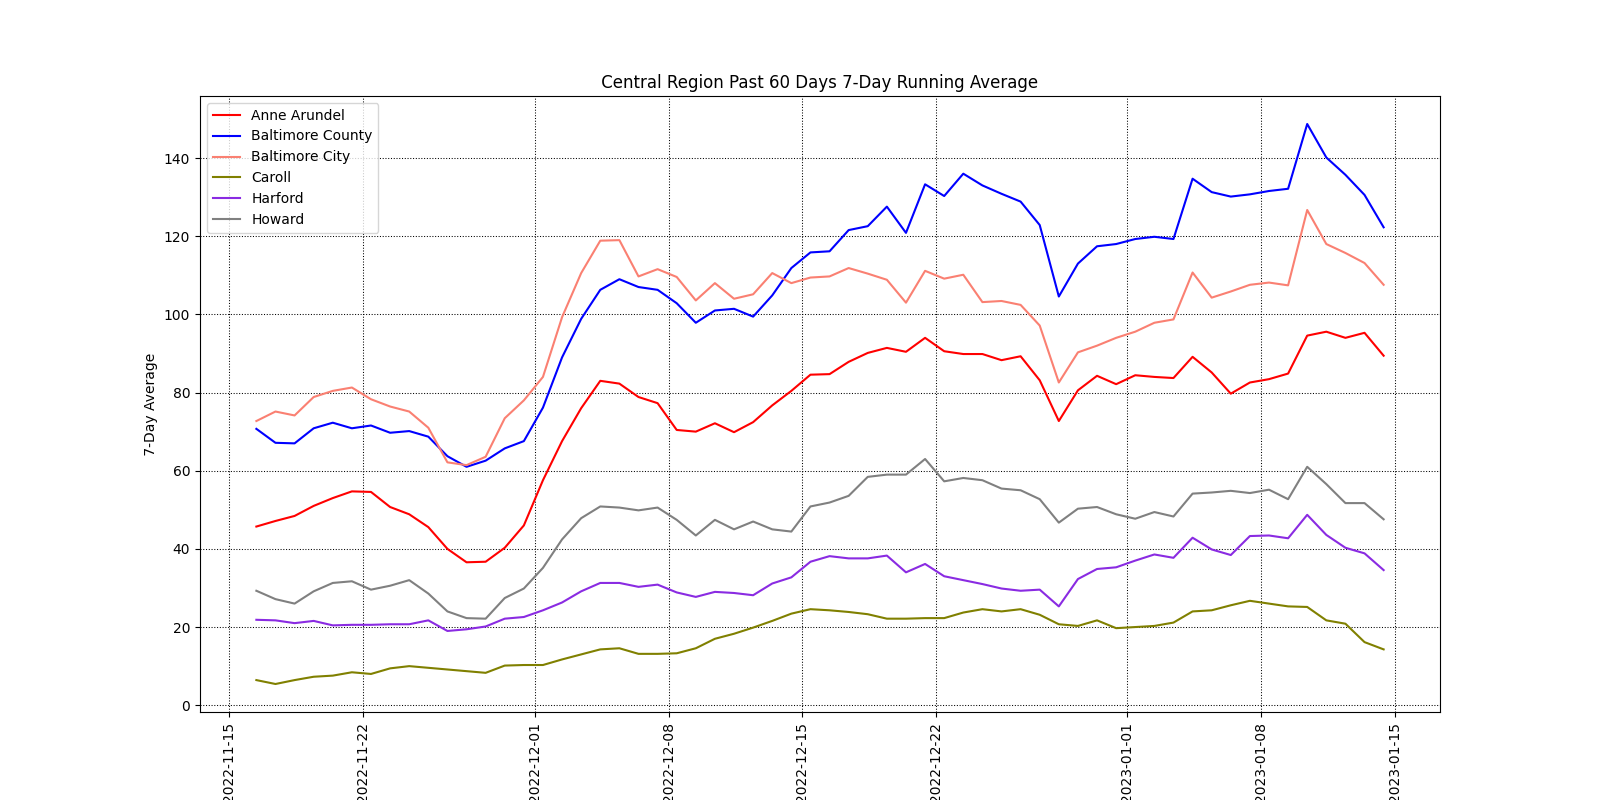 Central Region Past 60 Days 7-Day Running Average
Anne Arundel
Baltimore County
Baltimore City
Caroll
Harford
Howard
7-Day Average
140
120
100
80
60
40
20
0
2022-11-15
2022-11-22
2022-12-01
2022-12-08
2022-12-15
2022-12-22
2023-01-01
2023-01-08
2023-01-15